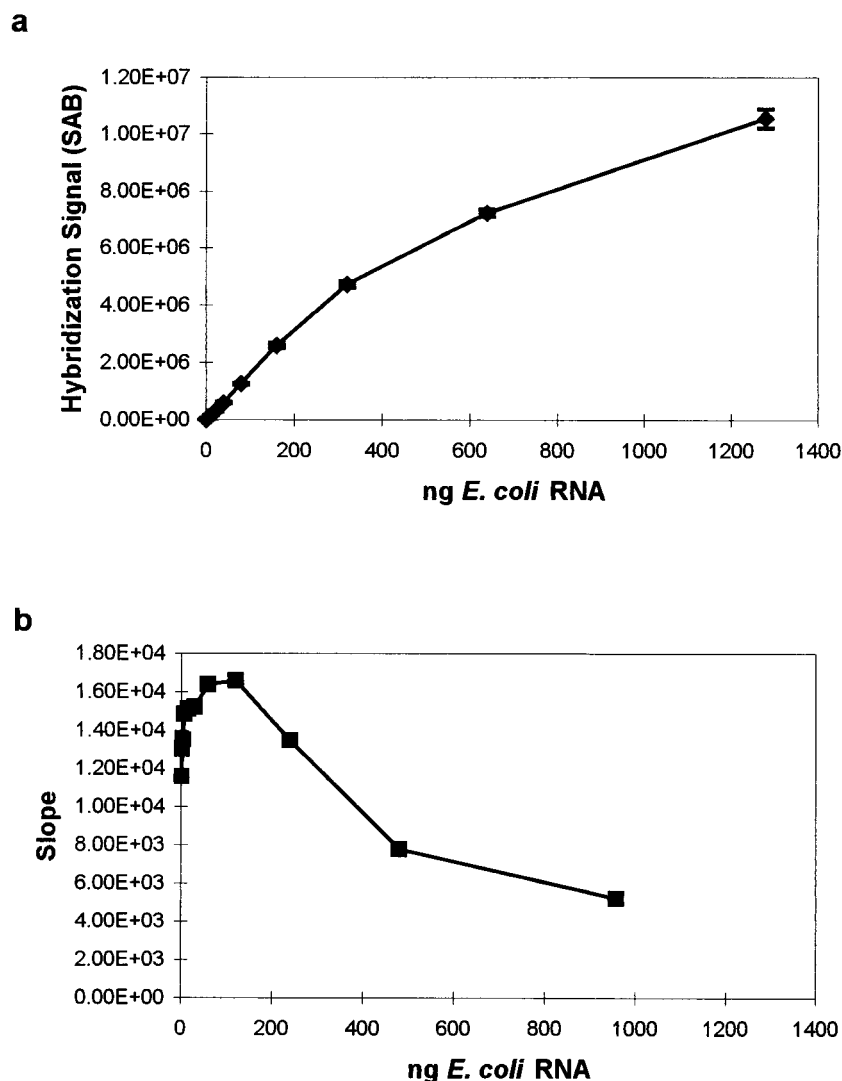 a
Hybridization Signal (SAB)
1.20E+07
1.00E+07
8.00E+06
6.00E+06
4.00E+06
2.00E+06
0.00E+00
0 200 400 600 800 1000 1200 1400
ng E. coli RNA
b
Slope
1.80E+04
1.60E+04
1.40E+04
1.20E+04
1.00E+04
8.00E+03
6.00E+03
4.00E+03
2.00E+03
0.00E+00
0 200 400 600 800 1000 1200 1400
ng E. coli RNA